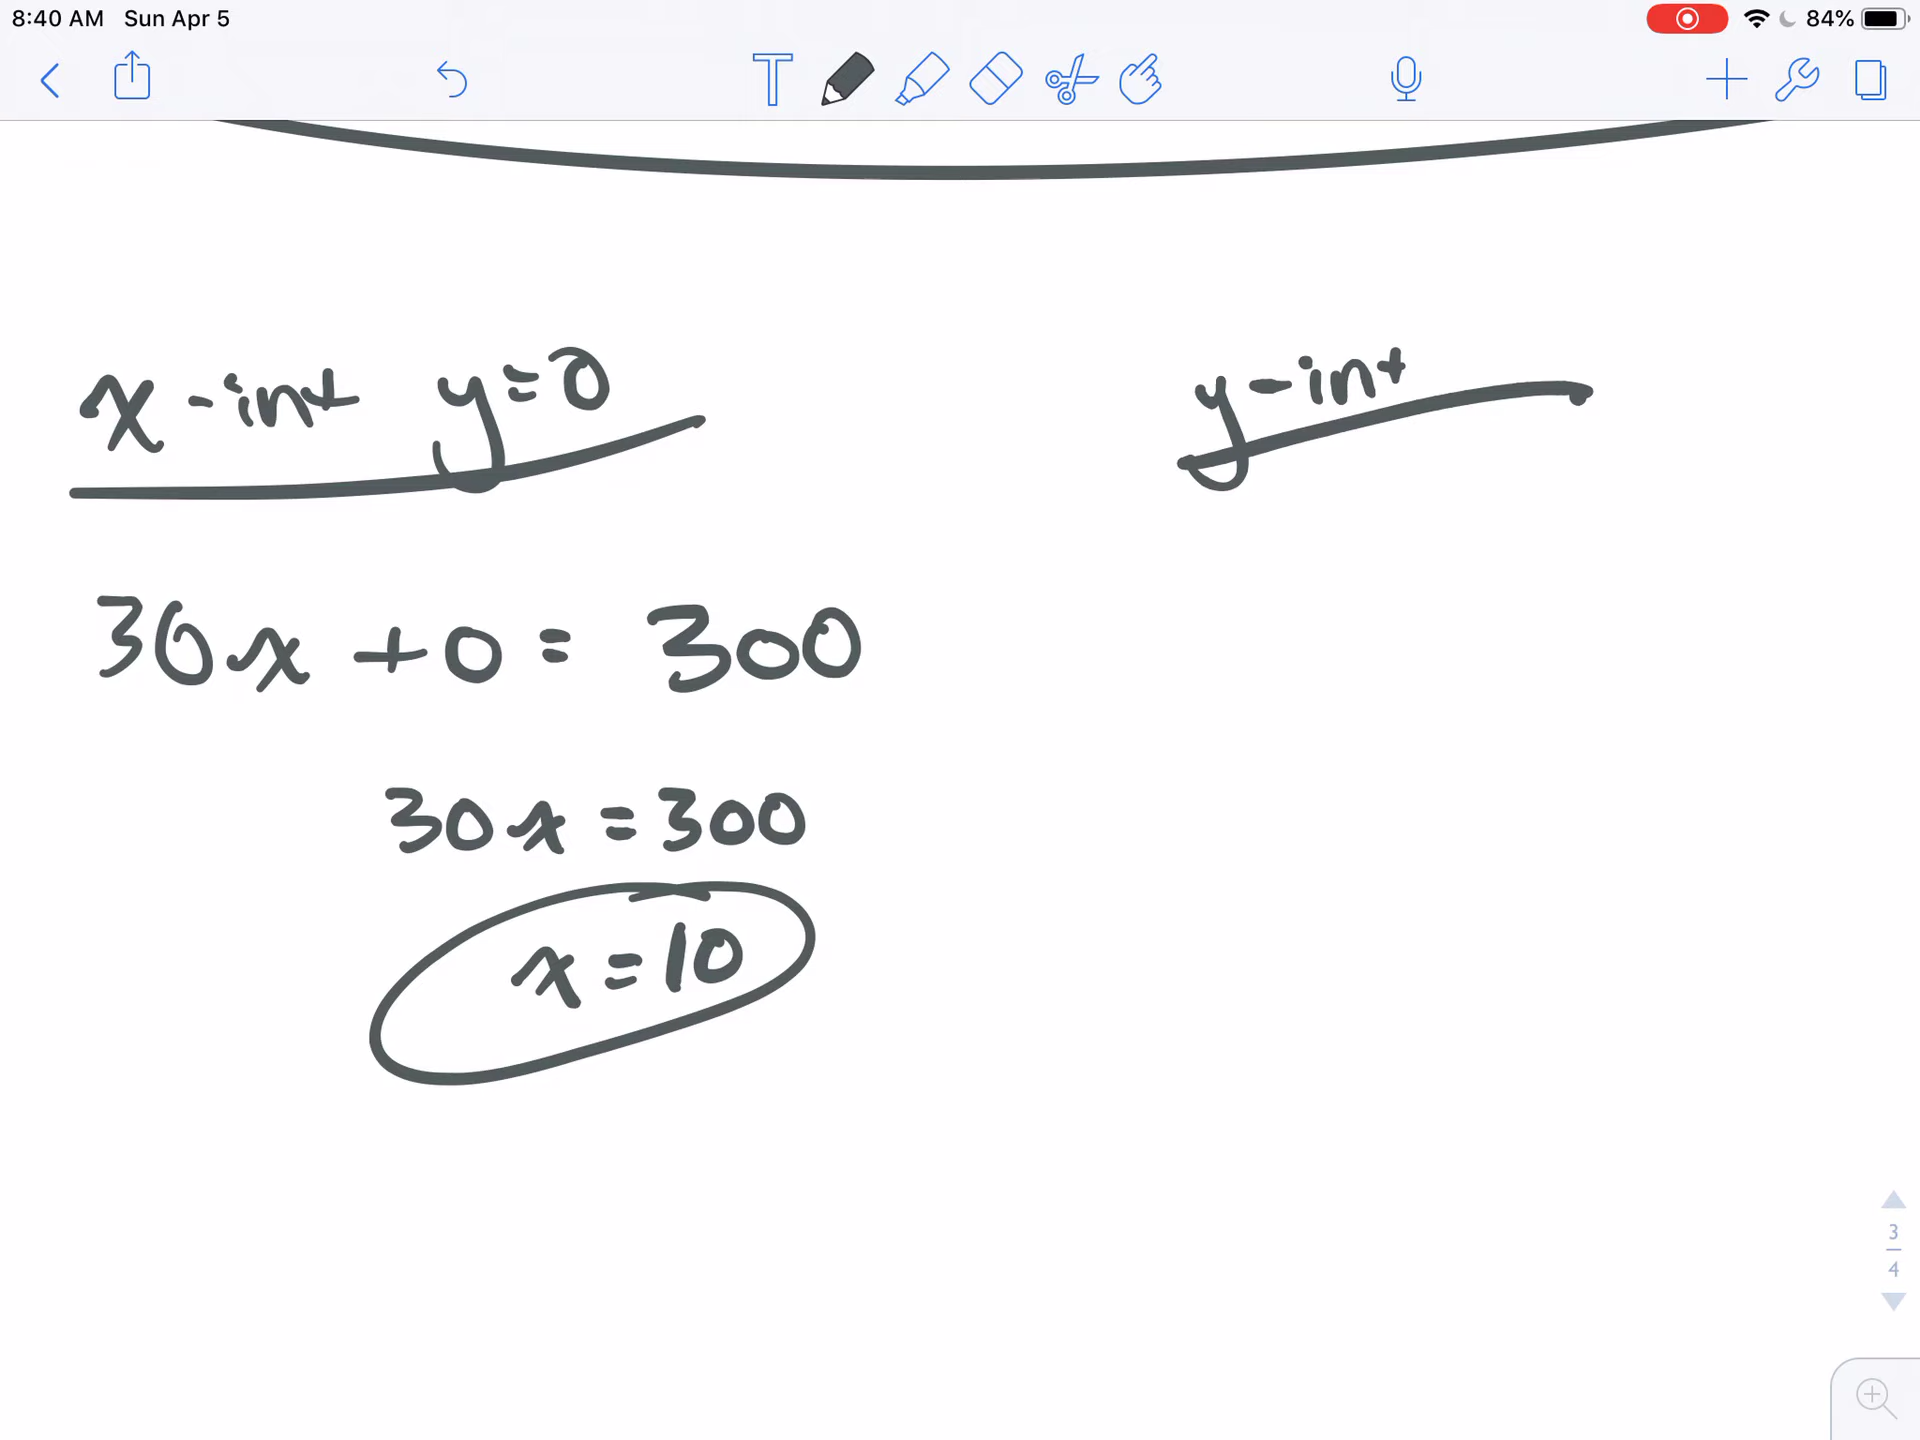 8:40 AM Sun Apr 5
84%
T
x-int y=0
y-int
30x+0= 300
30x=300
x=10
3
4